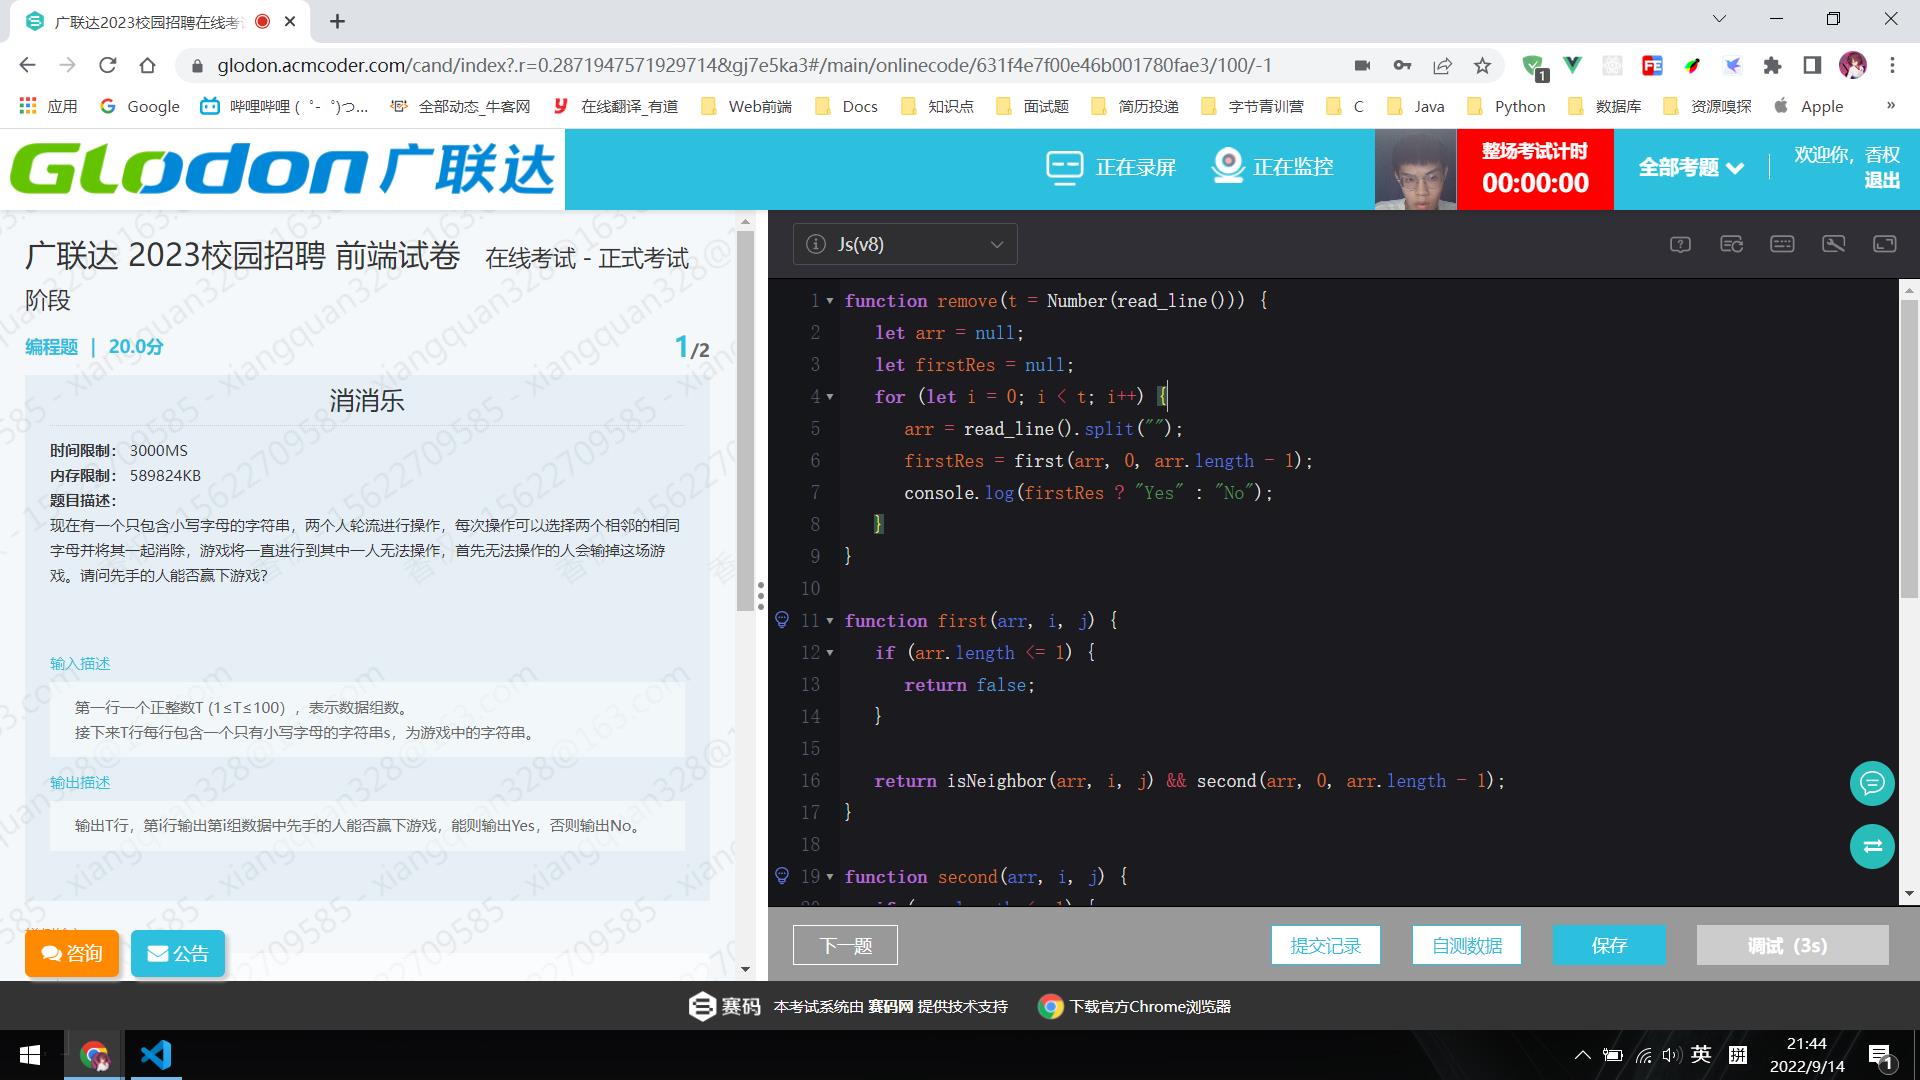 广联达2023校园招聘在线考
glodon.acmcoder.com/cand/index?.r=0.2871947571929714&gj7e5ka3#/main/onlinecode/631f4e7f00e46b001780fae3/100/-1
1
应用 Google 哔哩哔哩 (゜-゜)つ... 全部动态_牛客网 在线翻译_有道 Web前端 Docs 知识点 面试题 简历投递 字节青训营 C Java Python 数据库 资源嗅探 Apple »
GLodon 广联达
正在录屏 正在监控
整场考试计时
00:00:00
全部考题
欢迎你，香权
退出
广联达 2023校园招聘 前端试卷 在线考试 - 正式考试
阶段
编程题 | 20.0分
1/2
消消乐
时间限制： 3000MS
内存限制： 589824KB
题目描述：
现在有一个只包含小写字母的字符串，两个人轮流进行操作，每次操作可以选择两个相邻的相同
字母并将其一起消除，游戏将一直进行到其中一人无法操作，首先无法操作的人会输掉这场游
戏。请问先手的人能否赢下游戏？
输入描述
第一行一个正整数T (1≤T≤100) ，表示数据组数。
接下来T行每行包含一个只有小写字母的字符串s，为游戏中的字符串。
输出描述
输出T行，第i行输出第i组数据中先手的人能否赢下游戏，能则输出Yes，否则输出No。
咨询 公告
Js(v8)
1 function remove(t = Number(read_line())) {
2 let arr = null;
3 let firstRes = null;
4 for (let i = 0; i < t; i++) {
5 arr = read_line().split("");
6 firstRes = first(arr, 0, arr.length - 1);
7 console.log(firstRes ? "Yes" : "No");
8 }
9 }
10
11 function first(arr, i, j) {
12 if (arr.length <= 1) {
13 return false;
14 }
15
16 return isNeighbor(arr, i, j) && second(arr, 0, arr.length - 1);
17 }
18
19 function second(arr, i, j) {
下一题 提交记录 自测数据 保存 调试（3s）
赛码 本考试系统由 赛码网 提供技术支持 下载官方Chrome浏览器
英 拼
21:44
2022/9/14
1